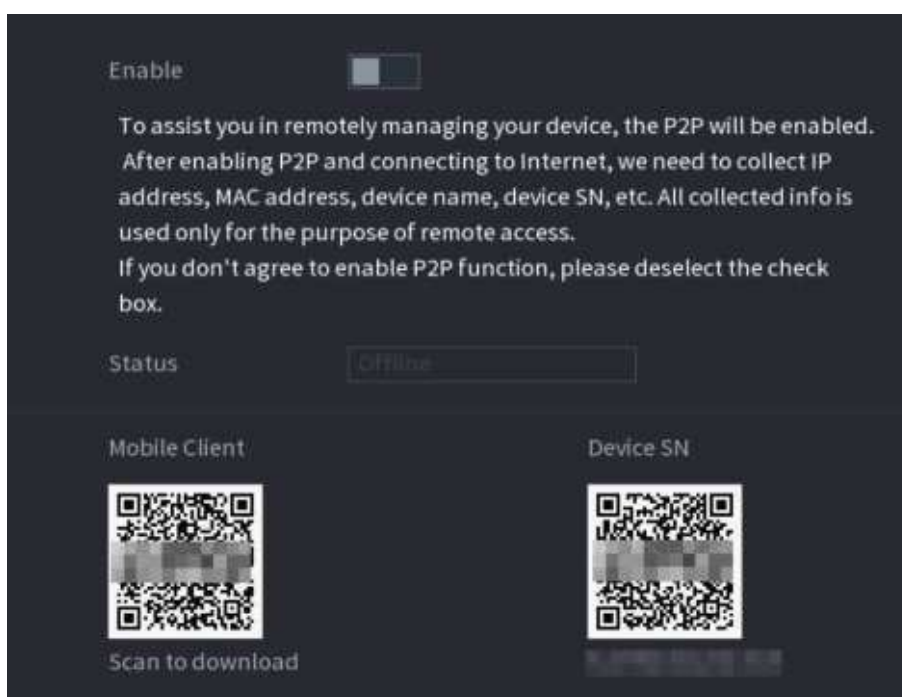 Enable
To assist you in remotely managing your device, the P2P will be enabled.
After enabling P2P and connecting to Internet, we need to collect IP
address, MAC address, device name, device SN, etc. All collected info is
used only for the purpose of remote access.
If you don't agree to enable P2P function, please deselect the check
box.
Status
Offline
Mobile Client
Device SN
Scan to download